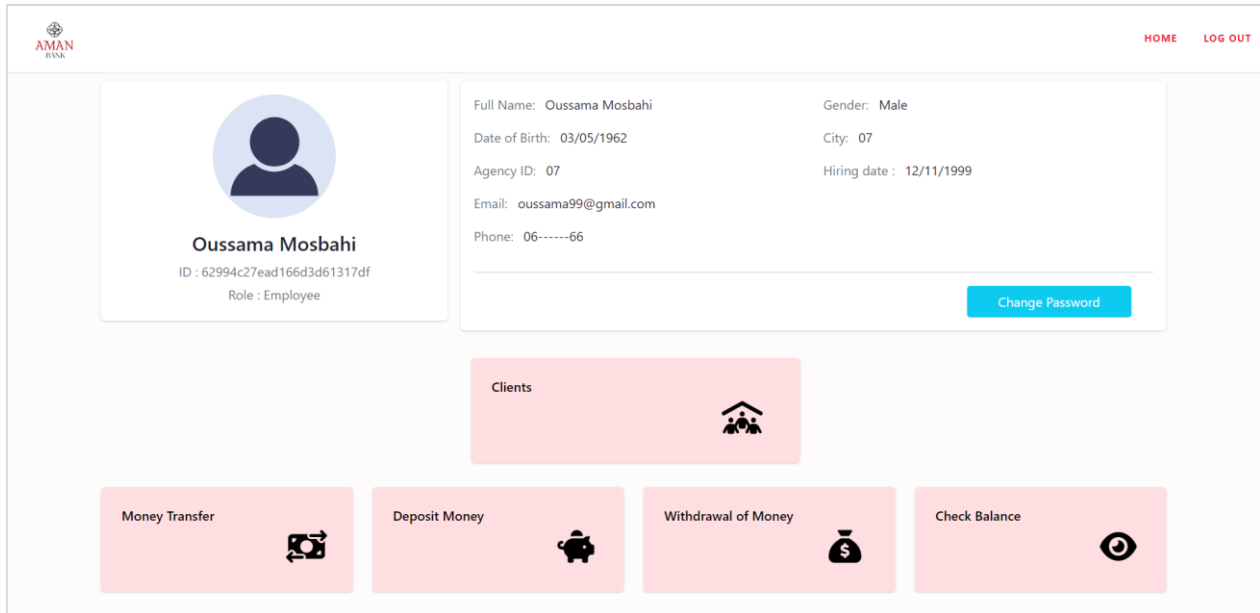 AMAN
BANK
HOME LOG OUT
Oussama Mosbahi
ID : 62994c27ead166d3d61317df
Role : Employee
Full Name: Oussama Mosbahi
Gender: Male
Date of Birth: 03/05/1962
City: 07
Agency ID: 07
Hiring date : 12/11/1999
Email: oussama99@gmail.com
Phone: 06------66
Change Password
Clients
Money Transfer
Deposit Money
Withdrawal of Money
Check Balance